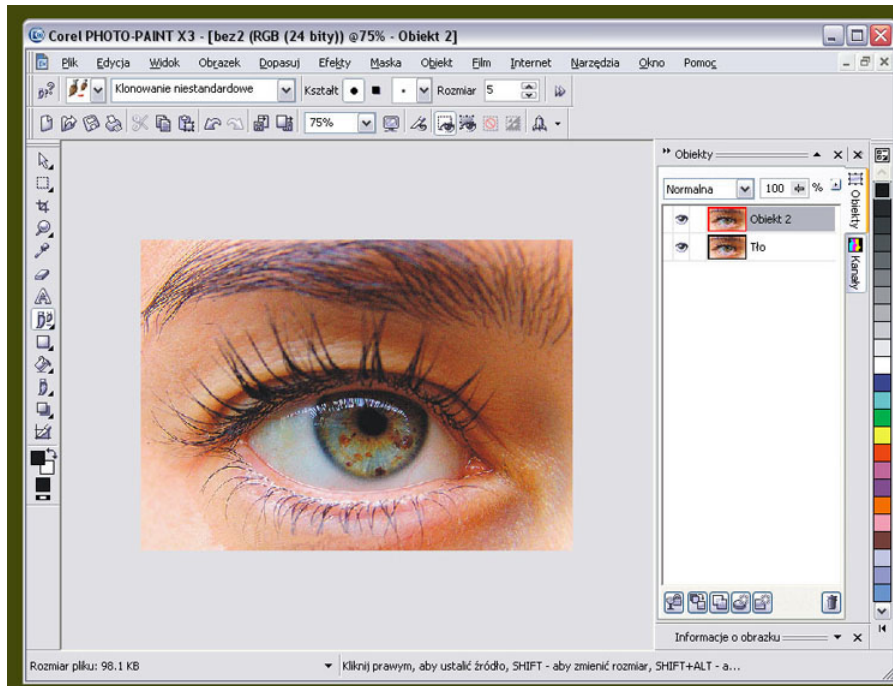 Corel PHOTO-PAINT X3 - [bez2 (RGB (24 bity)) @75% - Obiekt 2]
Plik Edycja Widok Obrazek Dopasuj Efekty Maska Obiekt Film Internet Narzędzia Okno Pomoc
Klonowanie niestandardowe Kształt Rozmiar 5
75%
Obiekty
Normalna 100 %
Obiekt 2
Tło
Obiekty
Kanały
Informacje o obrazku
Rozmiar pliku: 98.1 KB Kliknij prawym, aby ustalić źródło, SHIFT - aby zmienić rozmiar, SHIFT+ALT - a...